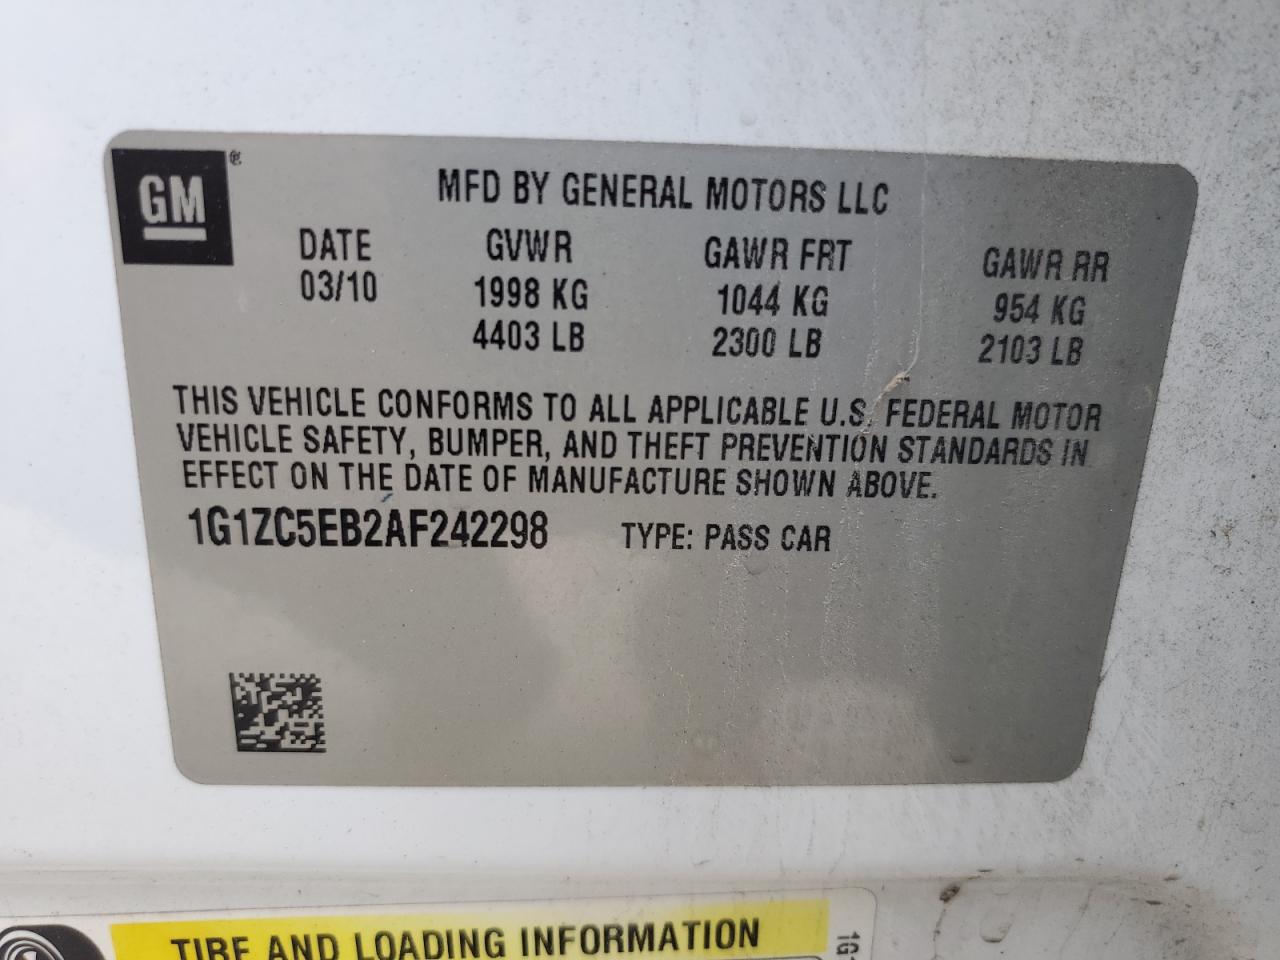 GM ®
MFD BY GENERAL MOTORS LLC
DATE GVWR GAWR FRT GAWR RR
03/10 1998 KG 1044 KG 954 KG
4403 LB 2300 LB 2103 LB
THIS VEHICLE CONFORMS TO ALL APPLICABLE U.S. FEDERAL MOTOR
VEHICLE SAFETY, BUMPER, AND THEFT PREVENTION STANDARDS IN
EFFECT ON THE DATE OF MANUFACTURE SHOWN ABOVE.
1G1ZC5EB2AF242298 TYPE: PASS CAR
TIRE AND LOADING INFORMATION
1G